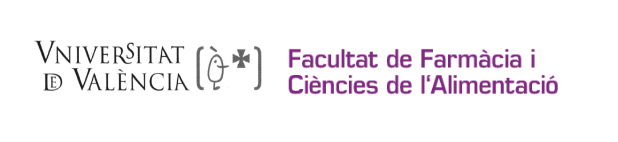 VNIVERSITAT
DE VALÈNCIA
Facultat de Farmàcia i
Ciències de l'Alimentació